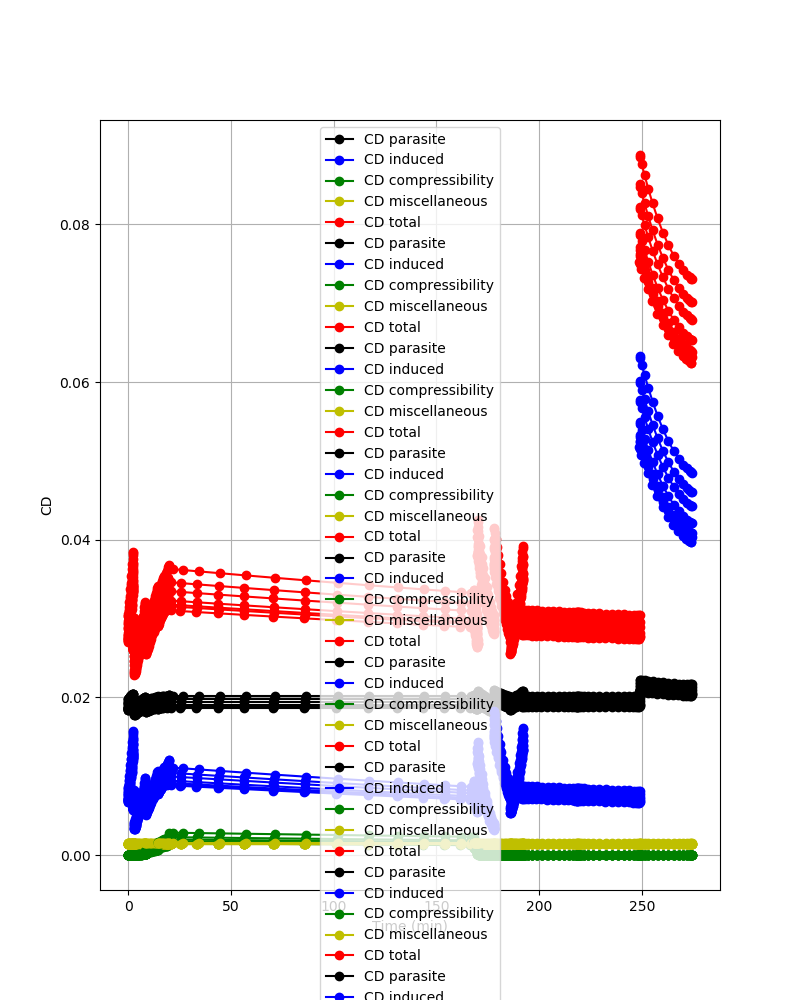 CD parasite
CD induced
CD compressibility
CD miscellaneous
CD total
CD parasite
CD induced
CD compressibility
CD miscellaneous
CD total
CD parasite
CD induced
CD compressibility
CD miscellaneous
CD total
CD parasite
CD induced
CD compressibility
CD miscellaneous
CD total
CD parasite
CD induced
CD compressibility
CD miscellaneous
CD total
CD parasite
CD induced
CD compressibility
CD miscellaneous
CD total
CD parasite
CD induced
CD compressibility
CD miscellaneous
CD total
CD parasite
CD induced
CD compressibility
CD miscellaneous
CD total
CD parasite
CD induced
0.08
0.06
0.04
0.02
0.00
CD
0 50 100 150 200 250
Time (min)